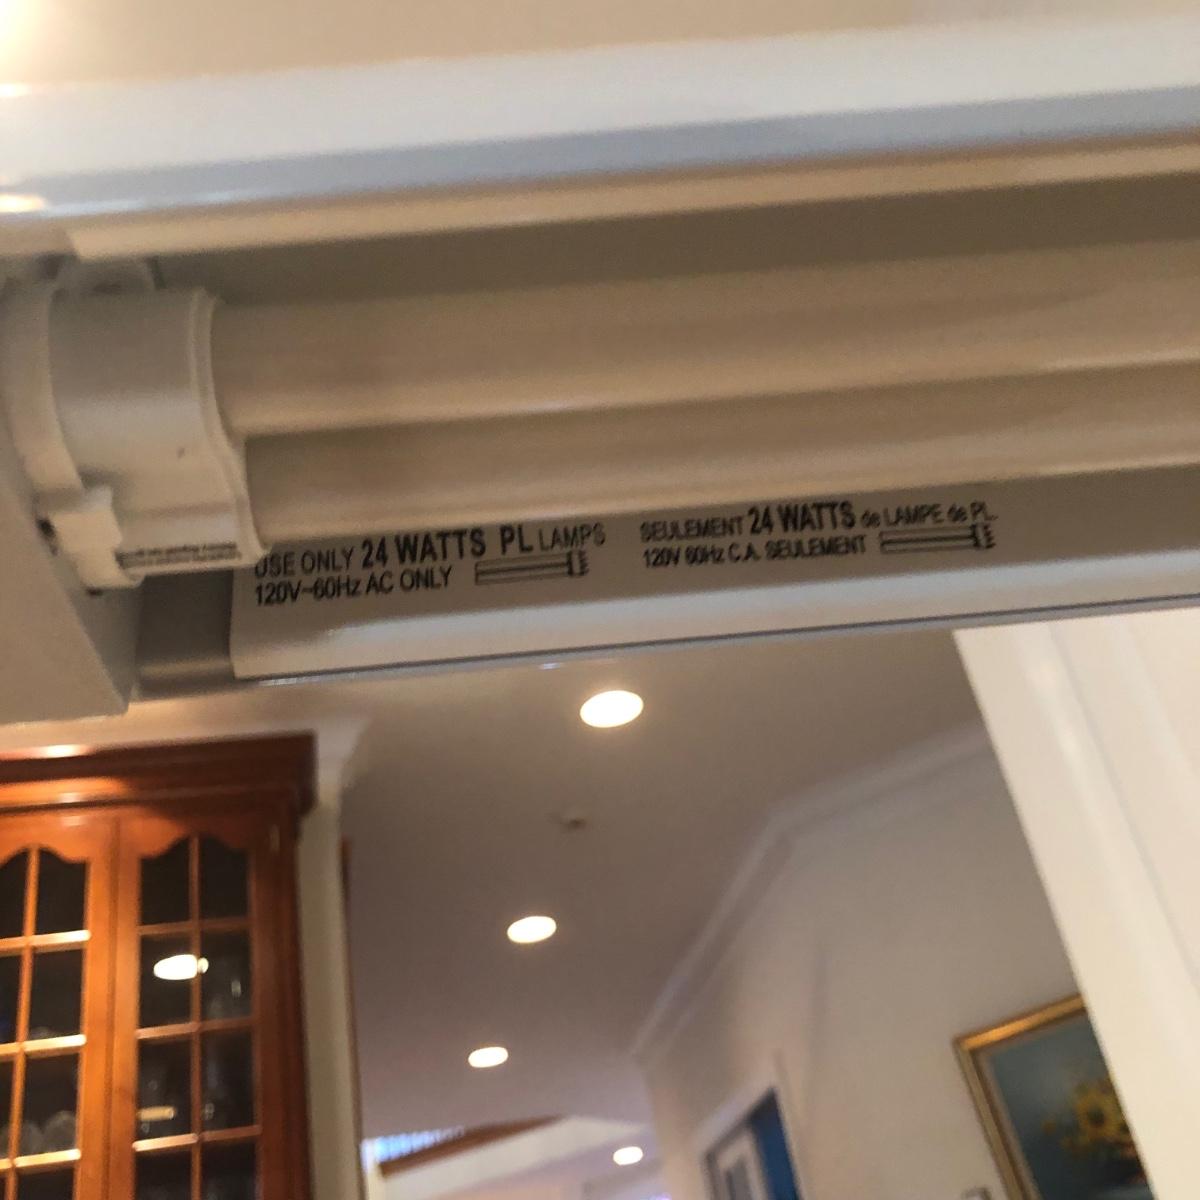 USE ONLY 24 WATTS PL LAMPS
120V~60Hz AC ONLY
SEULEMENT 24 WATTS de LAMPE de PL.
120V 60Hz C.A. SEULEMENT